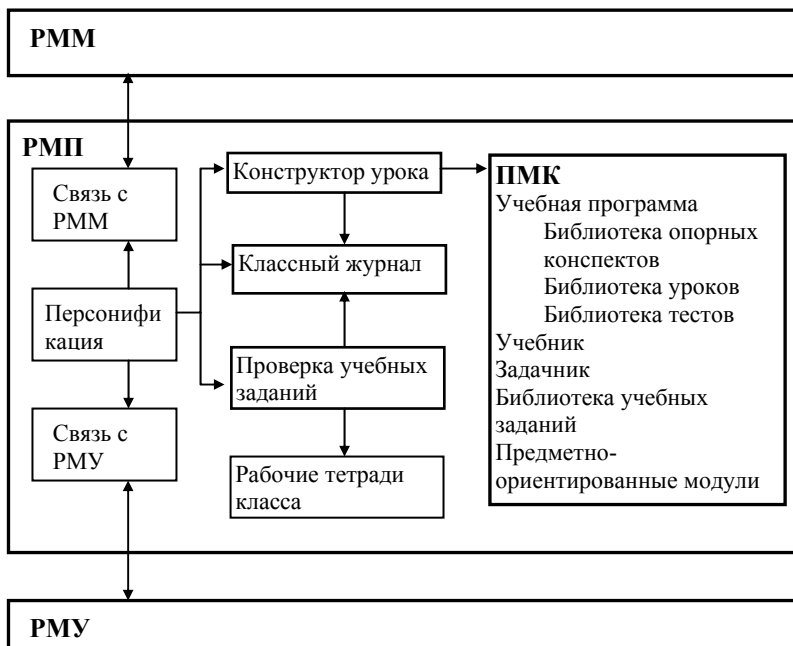 РММ
РМП
Связь с
РММ
Персонифи
кация
Связь с
РМУ
Конструктор урока
Классный журнал
Проверка учебных
заданий
Рабочие тетради
класса
ПМК
Учебная программа
Библиотека опорных
конспектов
Библиотека уроков
Библиотека тестов
Учебник
Задачник
Библиотека учебных
заданий
Предметно-
ориентированные модули
РМУ